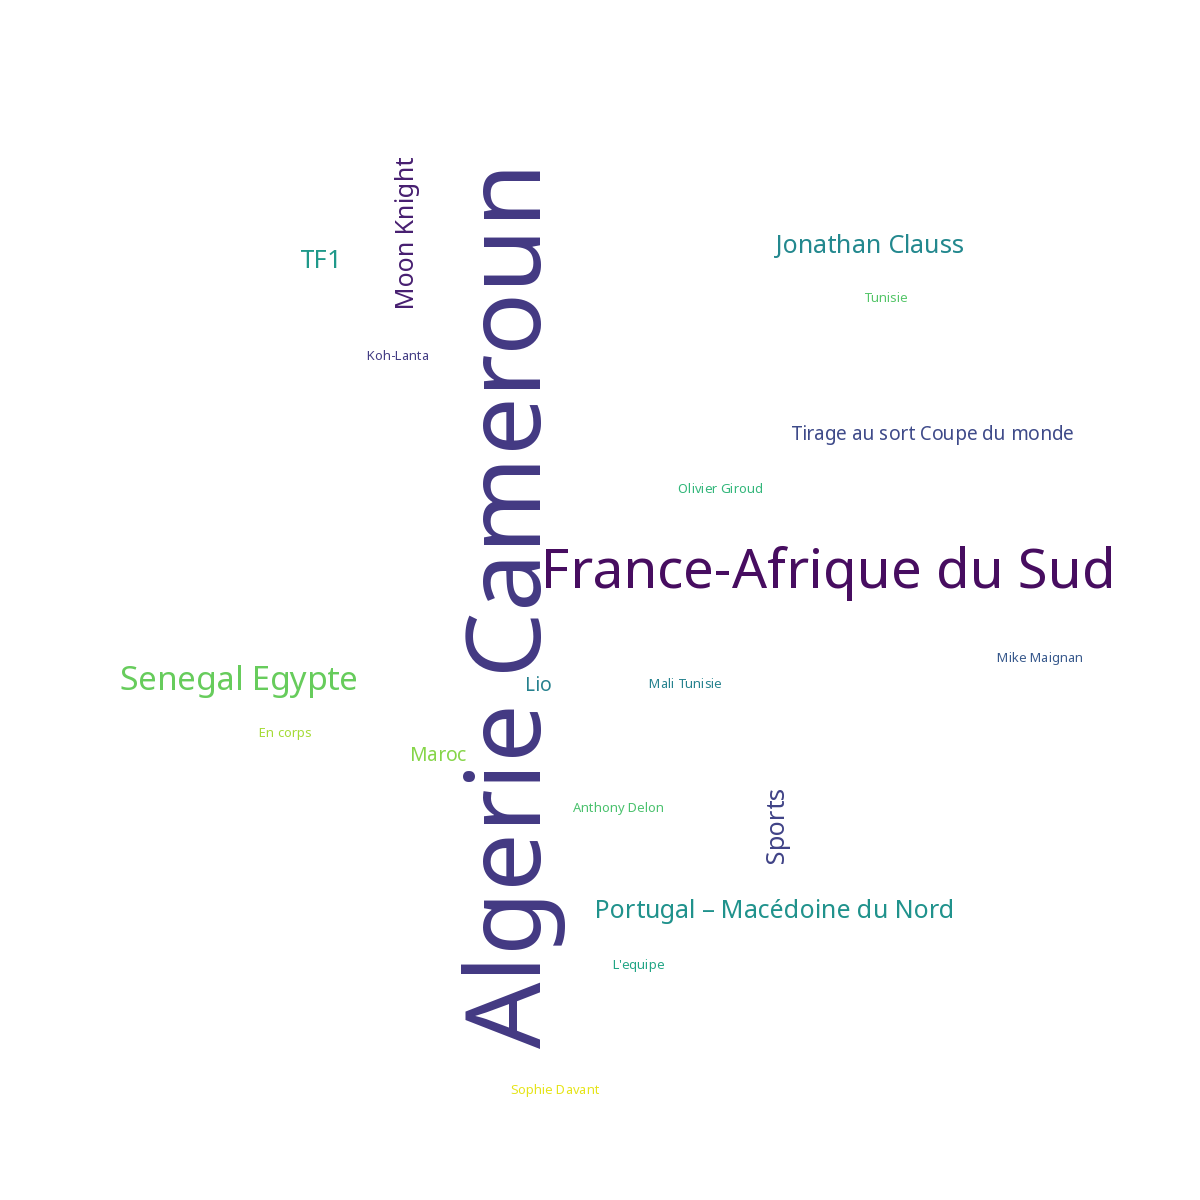 Moon Knight
Algerie Cameroun
Jonathan Clauss
TF1
Tunisie
Koh-Lanta
Tirage au sort Coupe du monde
Olivier Giroud
France-Afrique du Sud
Mike Maignan
Senegal Egypte
Lio
Mali Tunisie
En corps
Maroc
Anthony Delon
Sports
Portugal – Macédoine du Nord
L'equipe
Sophie Davant